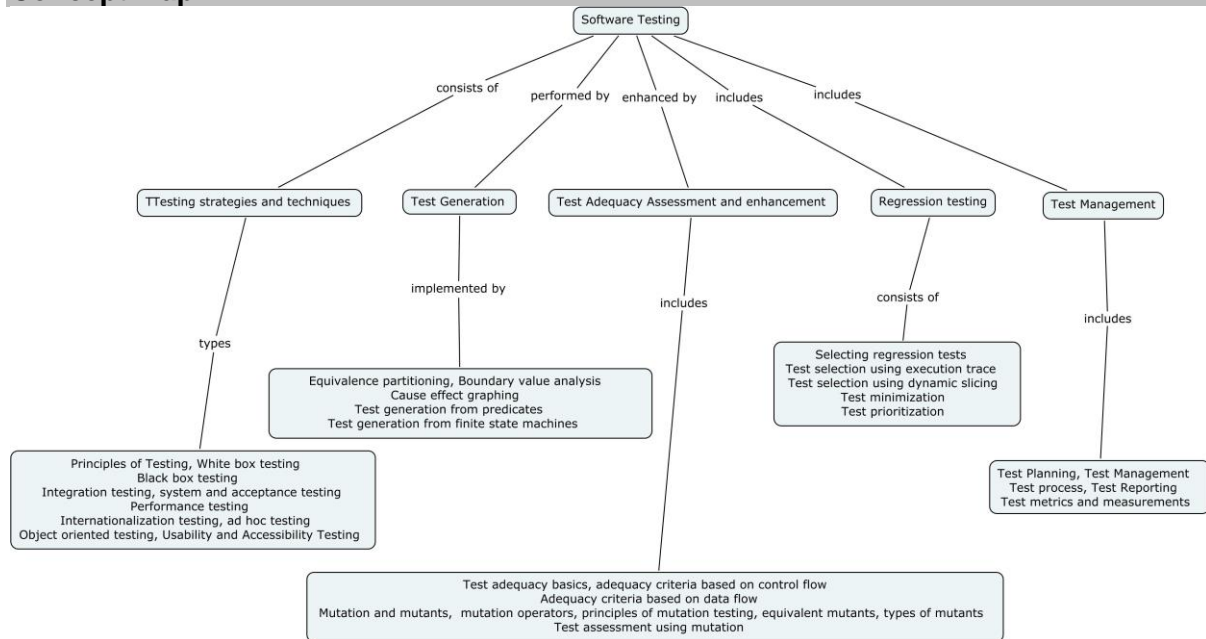 Software Testing
consists of
performed by
enhanced by
includes
includes
TTesting strategies and techniques
Test Generation
Test Adequacy Assessment and enhancement
Regression testing
Test Management
implemented by
includes
consists of
includes
types
Selecting regression tests
Test selection using execution trace
Test selection using dynamic slicing
Test minimization
Test prioritization
Equivalence partitioning, Boundary value analysis
Cause effect graphing
Test generation from predicates
Test generation from finite state machines
Principles of Testing, White box testing
Black box testing
Integration testing, system and acceptance testing
Performance testing
Internationalization testing, ad hoc testing
Object oriented testing, Usability and Accessibility Testing
Test Planning, Test Management
Test process, Test Reporting
Test metrics and measurements
Test adequacy basics, adequacy criteria based on control flow
Adequacy criteria based on data flow
Mutation and mutants, mutation operators, principles of mutation testing, equivalent mutants, types of mutants
Test assessment using mutation